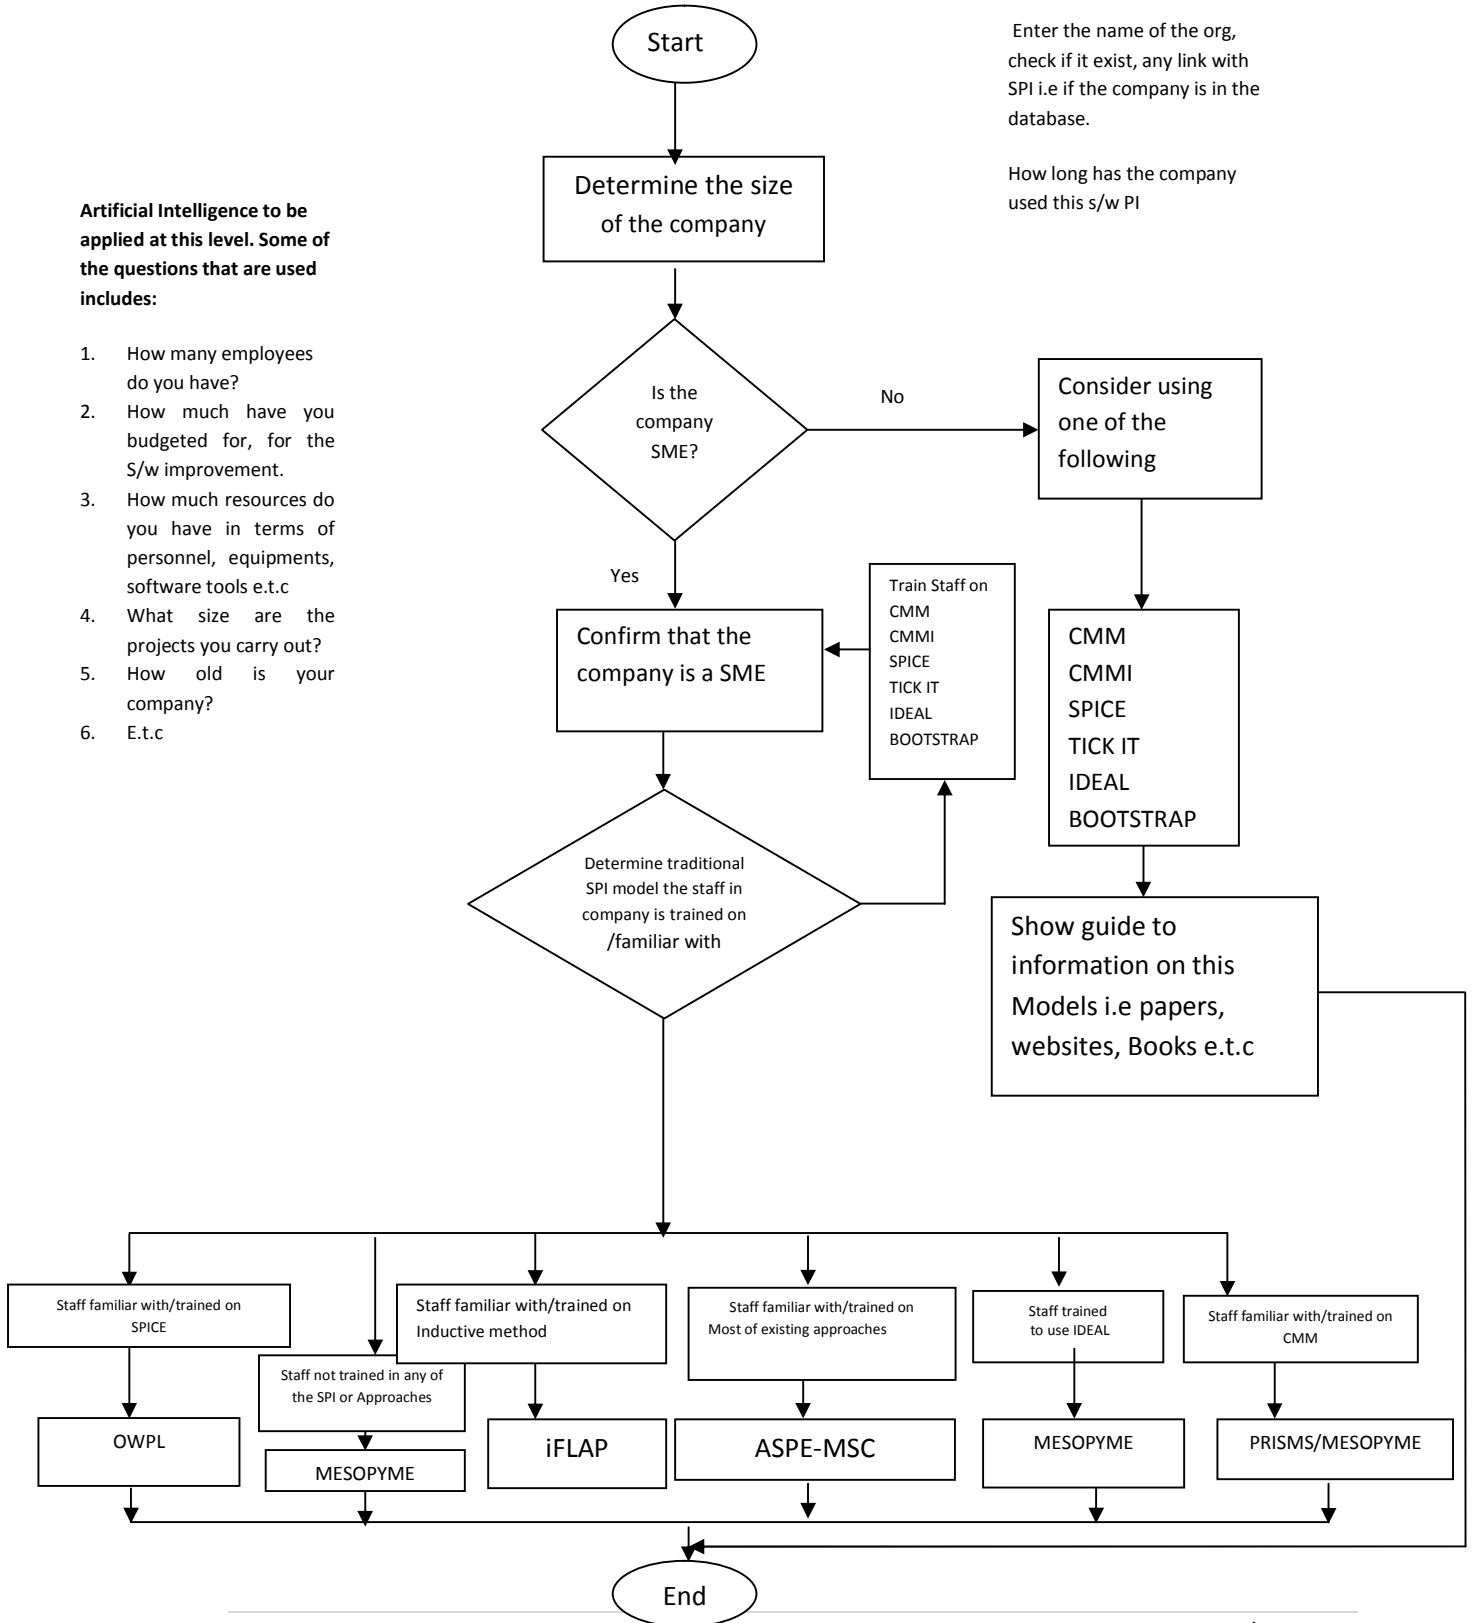 Start
Enter the name of the org,
check if it exist, any link with
SPI i.e if the company is in the
database.
How long has the company
used this s/w PI
Determine the size
of the company
Artificial Intelligence to be
applied at this level. Some of
the questions that are used
includes:
1. How many employees
do you have?
2. How much have you
budgeted for, for the
S/w improvement.
3. How much resources do
you have in terms of
personnel, equipments,
software tools e.t.c
4. What size are the
projects you carry out?
5. How old is your
company?
6. E.t.c
Is the
company
SME?
No
Consider using
one of the
following
Yes
Confirm that the
company is a SME
Train Staff on
CMM
CMMI
SPICE
TICK IT
IDEAL
BOOTSTRAP
CMM
CMMI
SPICE
TICK IT
IDEAL
BOOTSTRAP
Determine traditional
SPI model the staff in
company is trained on
/familiar with
Show guide to
information on this
Models i.e papers,
websites, Books e.t.c
Staff familiar with/trained on
SPICE
Staff not trained in any of
the SPI or Approaches
Staff familiar with/trained on
Inductive method
Staff familiar with/trained on
Most of existing approaches
Staff trained
to use IDEAL
Staff familiar with/trained on
CMM
OWPL
MESOPYME
iFLAP
ASPE-MSC
MESOPYME
PRISMS/MESOPYME
End